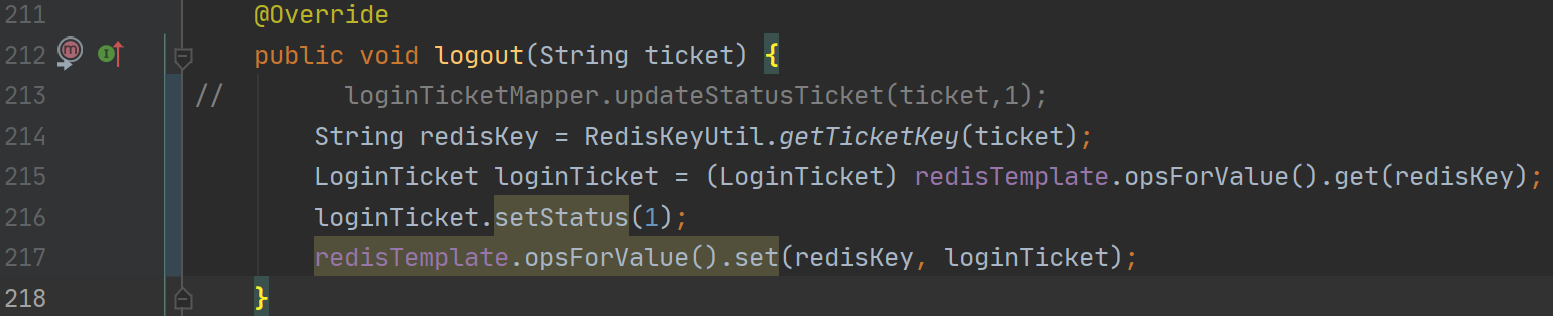 211 @Override
212 public void logout(String ticket) {
213 // loginTicketMapper.updateStatusTicket(ticket,1);
214 String redisKey = RedisKeyUtil.getTicketKey(ticket);
215 LoginTicket loginTicket = (LoginTicket) redisTemplate.opsForValue().get(redisKey);
216 loginTicket.setStatus(1);
217 redisTemplate.opsForValue().set(redisKey, loginTicket);
218 }